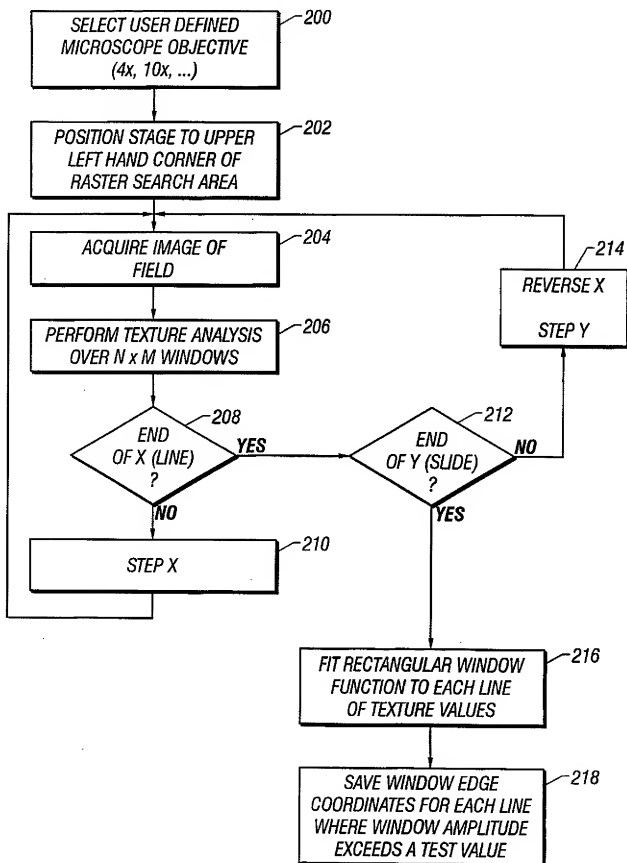 SELECT USER DEFINED
MICROSCOPE OBJECTIVE
(4x, 10x, ...)
200
POSITION STAGE TO UPPER
LEFT HAND CORNER OF
RASTER SEARCH AREA
202
ACQUIRE IMAGE OF
FIELD
204
PERFORM TEXTURE ANALYSIS
OVER N x M WINDOWS
206
END
OF X (LINE)
?
208
YES
NO
STEP X
210
END
OF Y (SLIDE)
?
212
NO
YES
REVERSE X
STEP Y
214
FIT RECTANGULAR WINDOW
FUNCTION TO EACH LINE
OF TEXTURE VALUES
216
SAVE WINDOW EDGE
COORDINATES FOR EACH LINE
WHERE WINDOW AMPLITUDE
EXCEEDS A TEST VALUE
218